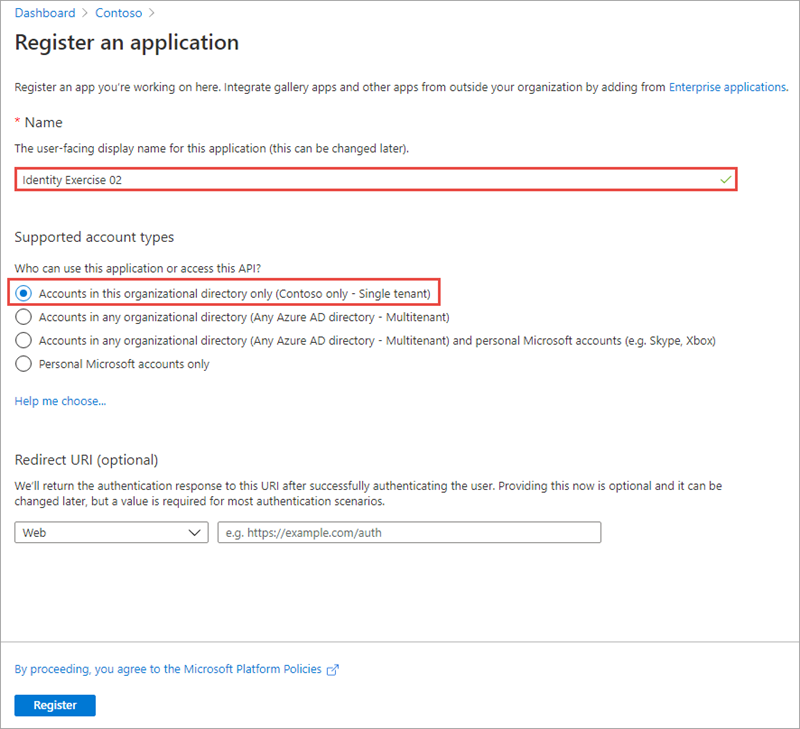 Dashboard > Contoso >
Register an application
Register an app you're working on here. Integrate gallery apps and other apps from outside your organization by adding from Enterprise applications.
* Name
The user-facing display name for this application (this can be changed later).
Identity Exercise 02
Supported account types
Who can use this application or access this API?
Accounts in this organizational directory only (Contoso only - Single tenant)
Accounts in any organizational directory (Any Azure AD directory - Multitenant)
Accounts in any organizational directory (Any Azure AD directory - Multitenant) and personal Microsoft accounts (e.g. Skype, Xbox)
Personal Microsoft accounts only
Help me choose...
Redirect URI (optional)
We'll return the authentication response to this URI after successfully authenticating the user. Providing this now is optional and it can be
changed later, but a value is required for most authentication scenarios.
Web e.g. https://example.com/auth
By proceeding, you agree to the Microsoft Platform Policies
Register